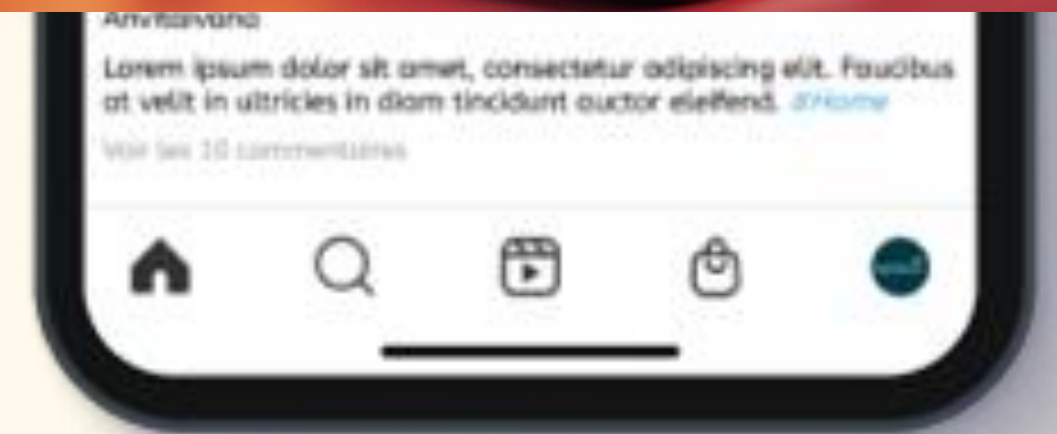 Lorem ipsum dolor sit amet, consectetur adipiscing elit. Faucibus
at velit in ultricies in diam tincidunt auctor eleifend. #Home
Voir les 10 commentaires